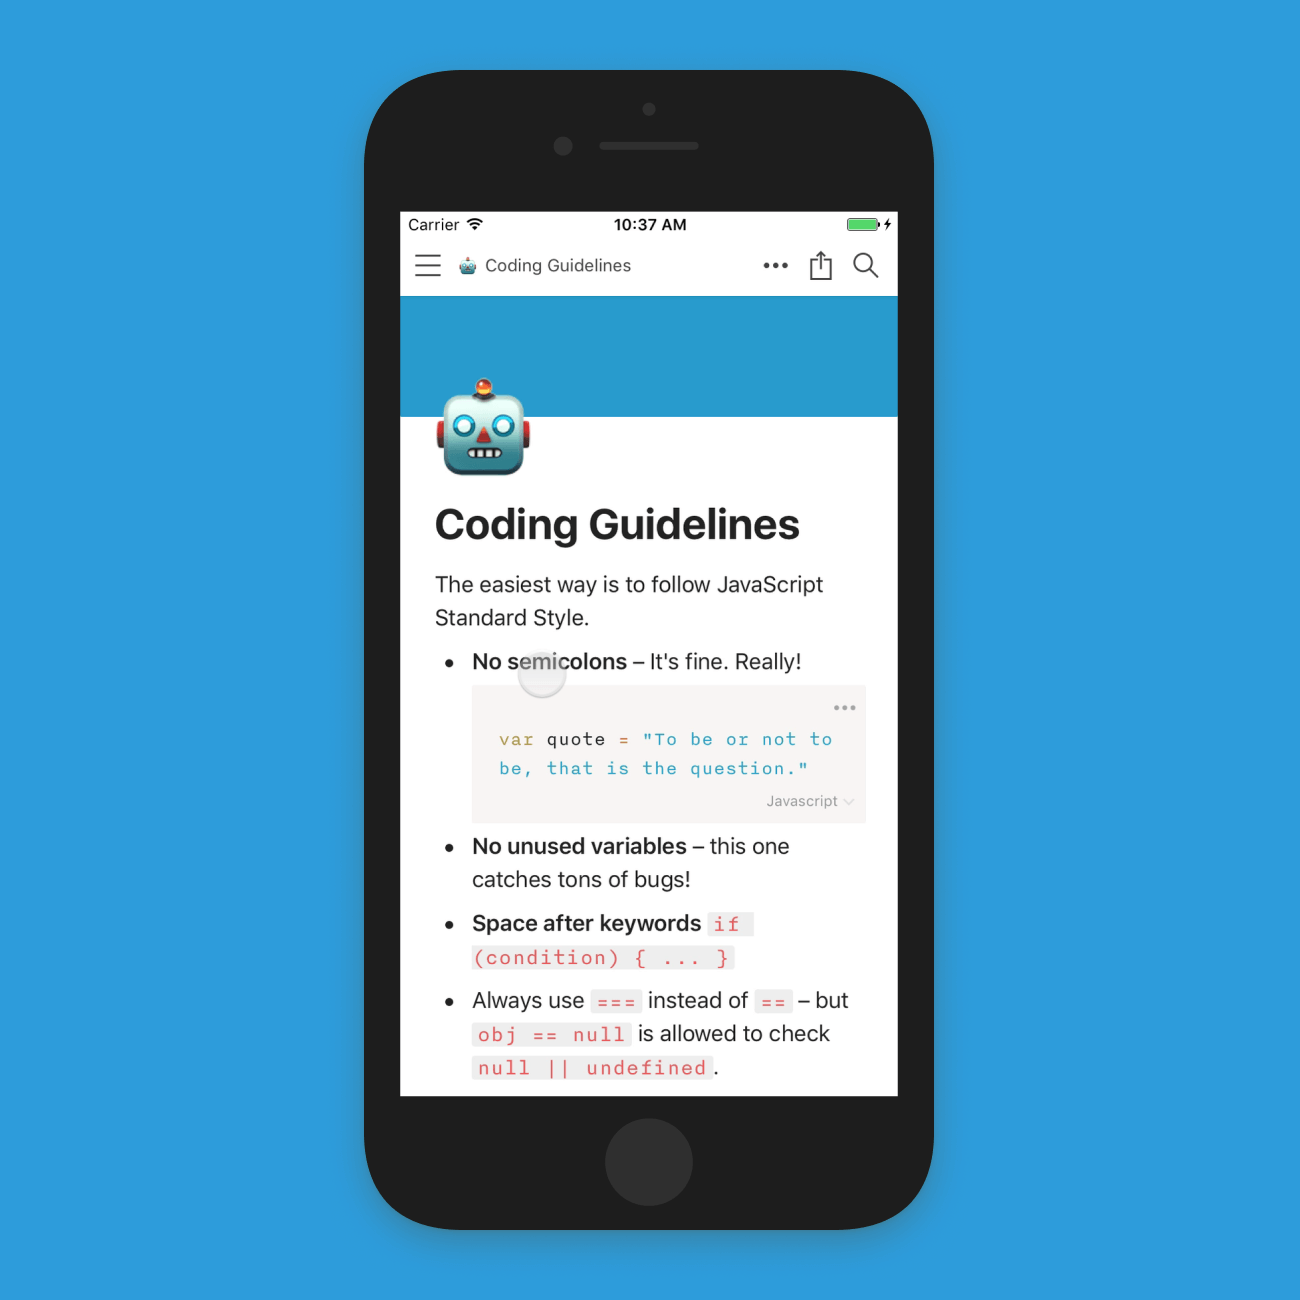 Carrier 10:37 AM
Coding Guidelines
Coding Guidelines
The easiest way is to follow JavaScript
Standard Style.
• No semicolons – It's fine. Really!
var quote = "To be or not to
be, that is the question."
Javascript
• No unused variables – this one
catches tons of bugs!
• Space after keywords if
(condition) { ... }
• Always use === instead of == – but
obj == null is allowed to check
null || undefined.